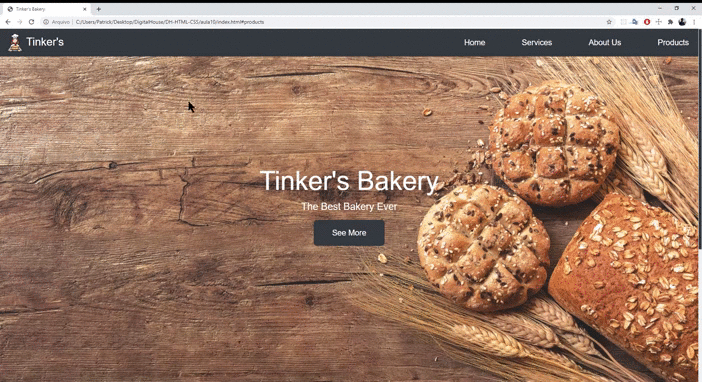 Tinker's Bakery
Arquivo | C:/Users/Patrick/Desktop/DigitalHouse/DH-HTML-CSS/aula10/index.html#products
Tinker's
Home
Services
About Us
Products
Tinker's Bakery
The Best Bakery Ever
See More